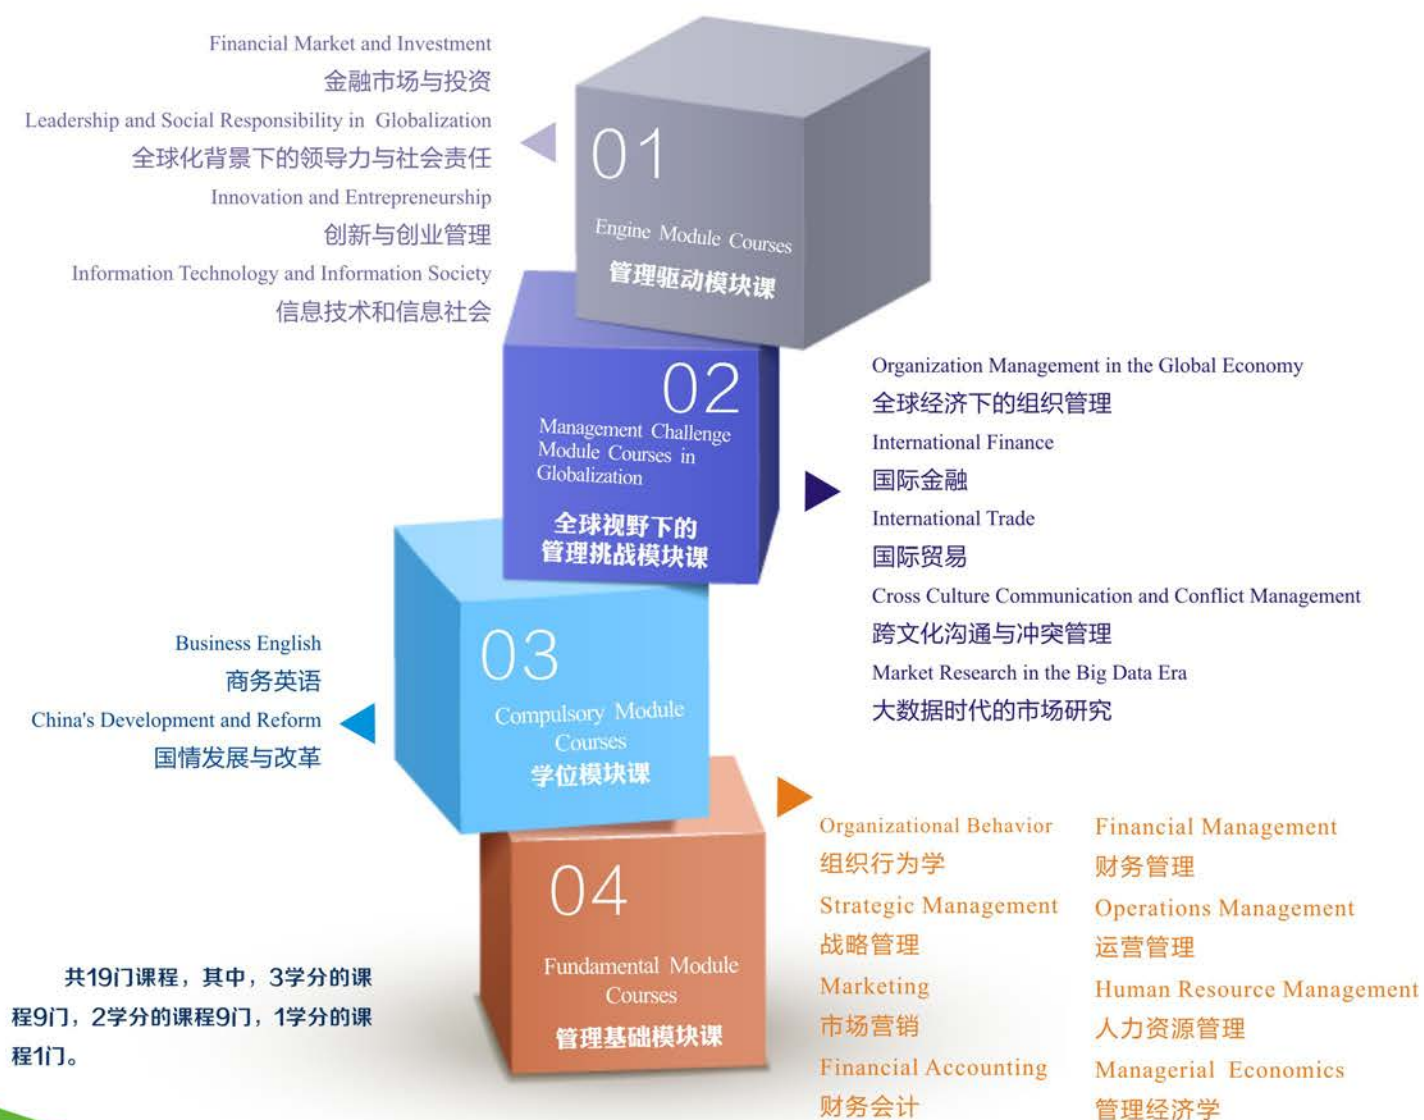 Financial Market and Investment
金融市场与投资
Leadership and Social Responsibility in Globalization
全球化背景下的领导力与社会责任
Innovation and Entrepreneurship
创新与创业管理
Information Technology and Information Society
信息技术和信息社会
01
Engine Module Courses
管理驱动模块课
02
Management Challenge
Module Courses in
Globalization
全球视野下的
管理挑战模块课
Organization Management in the Global Economy
全球经济下的组织管理
International Finance
国际金融
International Trade
国际贸易
Cross Culture Communication and Conflict Management
跨文化沟通与冲突管理
Market Research in the Big Data Era
大数据时代的市场研究
Business English
商务英语
China's Development and Reform
国情发展与改革
03
Compulsory Module
Courses
学位模块课
04
Fundamental Module
Courses
管理基础模块课
Organizational Behavior
组织行为学
Strategic Management
战略管理
Marketing
市场营销
Financial Accounting
财务会计
Financial Management
财务管理
Operations Management
运营管理
Human Resource Management
人力资源管理
Managerial Economics
管理经济学
共19门课程，其中，3学分的课
程9门，2学分的课程9门，1学分的课
程1门。